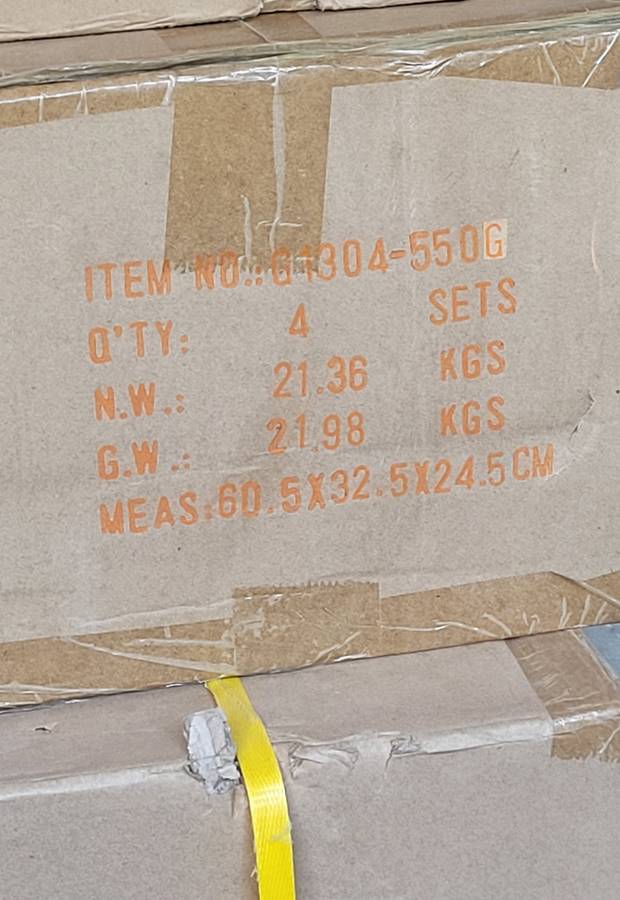 ITEM NO.:G1304-550G
Q'TY: 4 SETS
N.W.: 21.36 KGS
G.W.: 21.98 KGS
MEAS:60.5X32.5X24.5CM